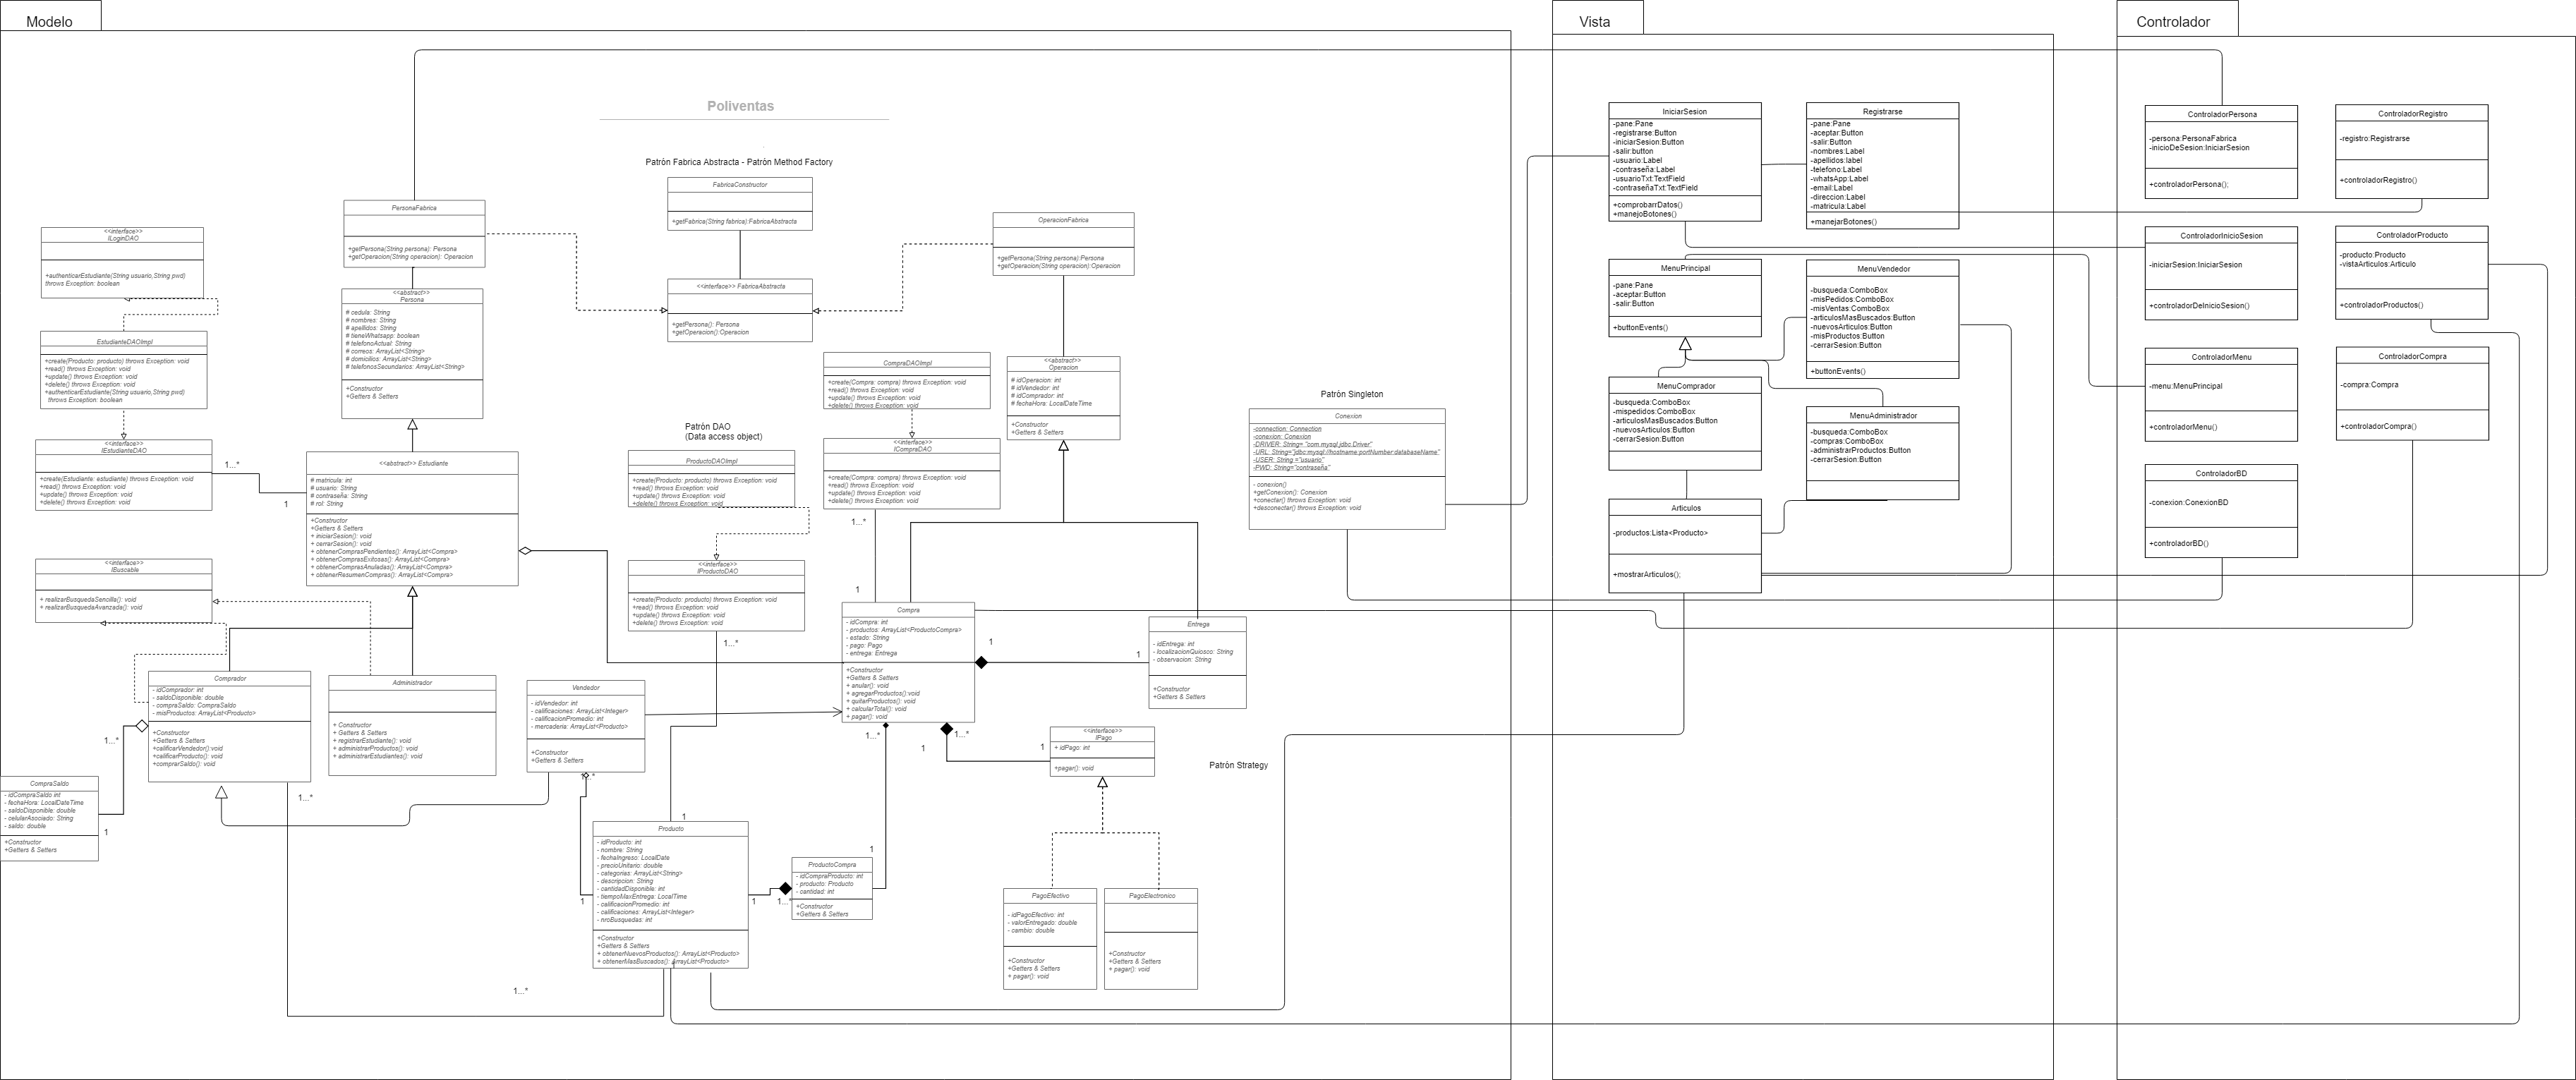 Modelo
Poliventas
Patrón Fabrica Abstracta - Patrón Method Factory
FabricaConstructor
+getFabrica(String fabrica):FabricaAbstracta
PersonaFabrica
+getPersona(String persona): Persona
+getOperacion(String operacion): Operacion
OperacionFabrica
+getPersona(String persona):Persona
+getOperacion(String operacion):Operacion
<<interface>>
ILoginDAO
+authenticarEstudiante(String usuario,String pwd)
throws Exception: boolean
<<interface>> FabricaAbstracta
+getPersona(): Persona
+getOperacion():Operacion
<<abstract>>
Persona
# cedula: String
# nombres: String
# apellidos: String
# tieneWhatsapp: boolean
# telefonoActual: String
# correos: ArrayList<String>
# domicilios: ArrayList<String>
# telefonosSecundarios: ArrayList<String>
+Constructor
+Getters & Setters
EstudianteDAOImpl
+create(Producto: producto) throws Exception: void
+read() throws Exception: void
+update() throws Exception: void
+delete() throws Exception: void
+authenticarEstudiante(String usuario,String pwd)
throws Exception: boolean
CompraDAOImpl
+create(Compra: compra) throws Exception: void
+read() throws Exception: void
+update() throws Exception: void
+delete() throws Exception: void
<<abstract>>
Operacion
# idOperacion: int
# idVendedor: int
# idComprador: int
# fechaHora: LocalDateTime
+Constructor
+Getters & Setters
Patrón Singleton
Conexion
-connection: Connection
-conexion: Conexion
-DRIVER: String= "com.mysql.jdbc.Driver"
-URL: String="jdbc:mysql://hostname:portNumber:databaseName"
-USER: String ="usuario"
-PWD: String="contraseña"
- conexion()
+getConexion(): Conexion
+conectar() throws Exception: void
+desconectar() throws Exception: void
<<interface>>
IEstudianteDAO
+create(Estudiante: estudiante) throws Exception: void
+read() throws Exception: void
+update() throws Exception: void
+delete() throws Exception: void
1...*
1
<<abstract>> Estudiante
# matricula: int
# usuario: String
# contraseña: String
# rol: String
+Constructor
+Getters & Setters
+ iniciarSesion(): void
+ cerrarSesion(): void
+ obtenerComprasPendientes(): ArrayList<Compra>
+ obtenerComprasExitosas(): ArrayList<Compra>
+ obtenerComprasAnuladas(): ArrayList<Compra>
+ obtenerResumenCompras(): ArrayList<Compra>
Patrón DAO
(Data access object)
ProductoDAOImpl
+create(Producto: producto) throws Exception: void
+read() throws Exception: void
+update() throws Exception: void
+delete() throws Exception: void
<<interface>>
ICompraDAO
+create(Compra: compra) throws Exception: void
+read() throws Exception: void
+update() throws Exception: void
+delete() throws Exception: void
1...*
1
<<interface>>
IBuscable
+ realizarBusquedaSencilla(): void
+ realizarBusquedaAvanzada(): void
<<interface>>
IProductoDAO
+create(Producto: producto) throws Exception: void
+read() throws Exception: void
+update() throws Exception: void
+delete() throws Exception: void
1...*
Compra
- idCompra: int
- productos: ArrayList<ProductoCompra>
- estado: String
- pago: Pago
- entrega: Entrega
+Constructor
+Getters & Setters
+ anular(): void
+ agregarProductos():void
+ quitarProductos(): void
+ calcularTotal(): void
+ pagar(): void
1
1
Entrega
- idEntrega: int
- localizacionQuiosco: String
- observacion: String
+Constructor
+Getters & Setters
Comprador
- idComprador: int
- saldoDisponible: double
- compraSaldo: CompraSaldo
- misProductos: ArrayList<Producto>
+Constructor
+Getters & Setters
+calificarVendedor():void
+calificarProducto(): void
+comprarSaldo(): void
Administrador
+ Constructor
+ Getters & Setters
+ registrarEstudiante(): void
+ administrarProductos(): void
+ administrarEstudiantes(): void
Vendedor
- idVendedor: int
- calificaciones: ArrayList<Integer>
- calificacionPromedio: int
- mercaderia: ArrayList<Producto>
+Constructor
+Getters & Setters
1...*
1...*
1...*
1
1...*
1
<<interface>>
IPago
+ idPago: int
+pagar(): void
Patrón Strategy
CompraSaldo
- idCompraSaldo int
- fechaHora: LocalDateTime
- saldoDisponible: double
- celularAsociado: String
- saldo: double
+Constructor
+Getters & Setters
1
1...*
1
Producto
- idProducto: int
- nombre: String
- fechaIngreso: LocalDate
- precioUnitario: double
- categorias: ArrayList<String>
- descripcion: String
- cantidadDisponible: int
- tiempoMaxEntrega: LocalTime
- calificacionPromedio: int
- calificaciones: ArrayList<Integer>
- nroBusquedas: int
+Constructor
+Getters & Setters
+ obtenerNuevosProductos(): ArrayList<Producto>
+ obtenerMasBuscados(): ArrayList<Producto>
1
1
1...*
1
ProductoCompra
- idCompraProducto: int
- producto: Producto
- cantidad: int
+Constructor
+Getters & Setters
PagoEfectivo
- idPagoEfectivo: int
- valorEntregado: double
- cambio: double
+Constructor
+Getters & Setters
+ pagar(): void
PagoElectronico
+Constructor
+Getters & Setters
+ pagar(): void
1...*
Vista
IniciarSesion
-pane:Pane
-registrarse:Button
-iniciarSesion:Button
-salir:button
-usuario:Label
-contraseña:Label
-usuarioTxt:TextField
-contraseñaTxt:TextField
+comprobarrDatos()
+manejoBotones()
Registrarse
-pane:Pane
-aceptar:Button
-salir:Button
-nombres:Label
-apellidos:label
-telefono:Label
-whatsApp:Label
-email:Label
-direccion:Label
-matricula:Label
+manejarBotones()
MenuPrincipal
-pane:Pane
-aceptar:Button
-salir:Button
+buttonEvents()
MenuVendedor
-busqueda:ComboBox
-misPedidos:ComboBox
-misVentas:ComboBox
-articulosMasBuscados:Button
-nuevosArticulos:Button
-misProductos:Button
-cerrarSesion:Button
+buttonEvents()
MenuComprador
-busqueda:ComboBox
-mispedidos:ComboBox
-articulosMasBuscados:Button
-nuevosArticulos:Button
-cerrarSesion:Button
MenuAdministrador
-busqueda:ComboBox
-compras:ComboBox
-administrarProductos:Button
-cerrarSesion:Button
Articulos
-productos:Lista<Producto>
+mostrarArticulos();
Controlador
ControladorPersona
-persona:PersonaFabrica
-inicioDeSesion:IniciarSesion
+controladorPersona();
ControladorRegistro
-registro:Registrarse
+controladorRegistro()
ControladorInicioSesion
-iniciarSesion:IniciarSesion
+controladorDeInicioSesion()
ControladorProducto
-producto:Producto
-vistaArticulos:Articulo
+controladorProductos()
ControladorMenu
-menu:MenuPrincipal
+controladorMenu()
ControladorCompra
-compra:Compra
+controladorCompra()
ControladorBD
-conexion:ConexionBD
+controladorBD()